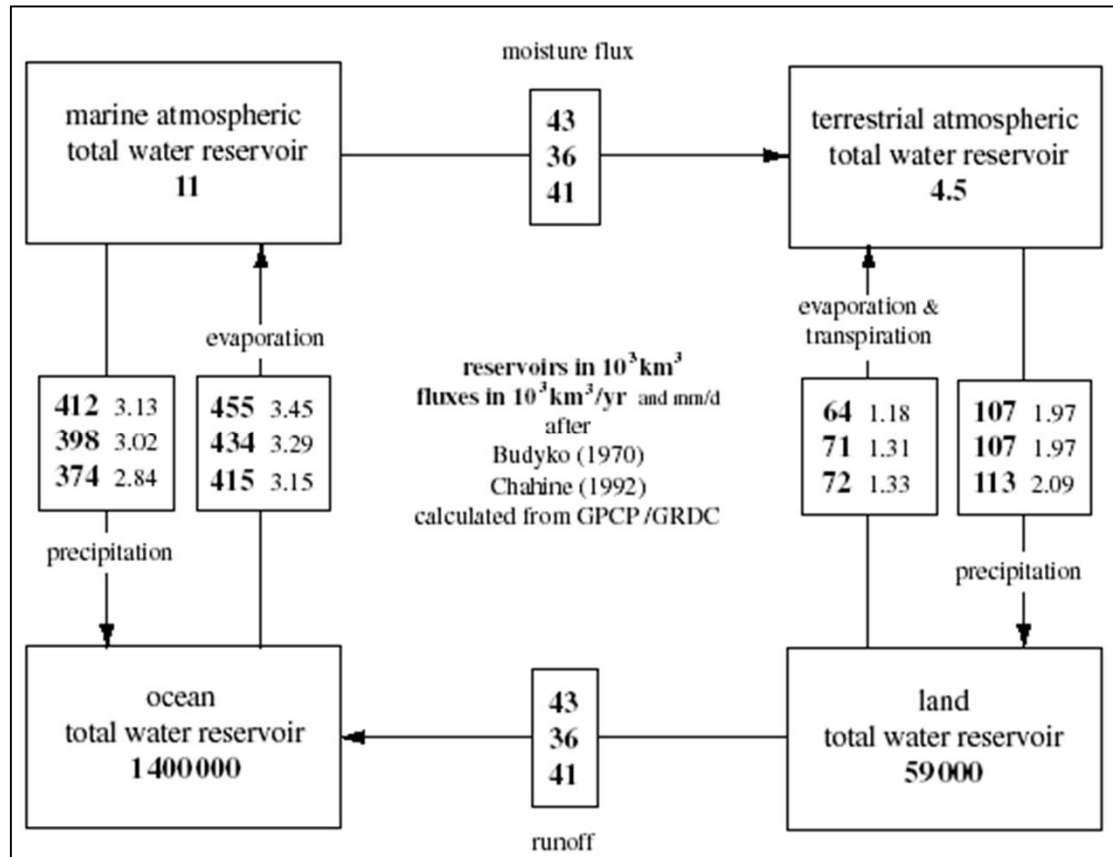 moisture flux
marine atmospheric
total water reservoir
11
43
36
41
terrestrial atmospheric
total water reservoir
4.5
evaporation
evaporation &
transpiration
412 3.13
398 3.02
374 2.84
455 3.45
434 3.29
415 3.15
reservoirs in 10³km³
fluxes in 10³km³/yr and mm/d
after
Budyko (1970)
Chahine (1992)
calculated from GPCP/GRDC
64 1.18
71 1.31
72 1.33
107 1.97
107 1.97
113 2.09
precipitation
precipitation
ocean
total water reservoir
1400000
43
36
41
land
total water reservoir
59000
runoff